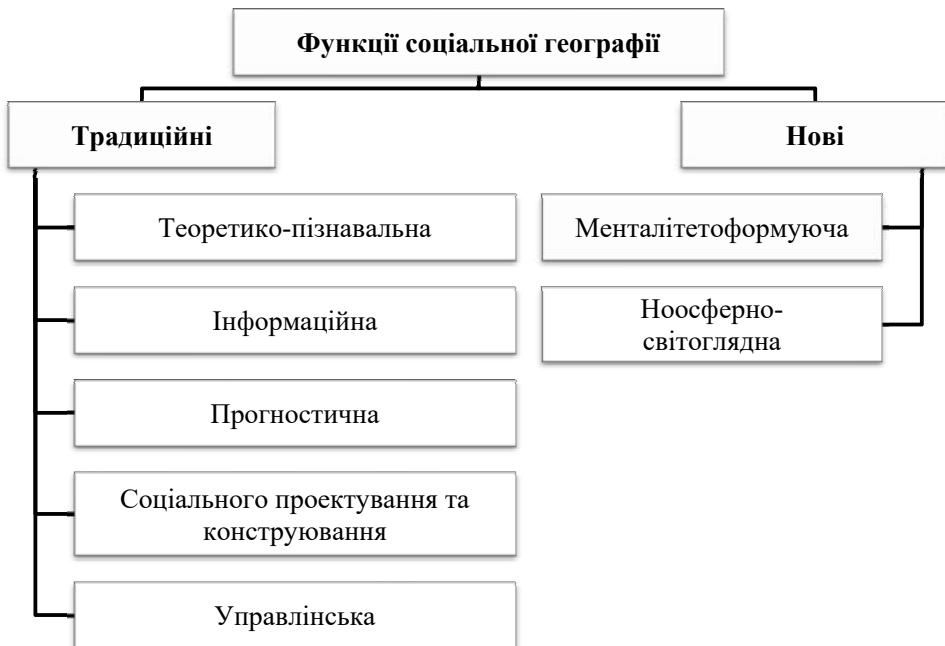 Функції соціальної географії
Традиційні
Нові
Теоретико-пізнавальна
Інформаційна
Прогностична
Соціального проектування та
конструювання
Управлінська
Менталітетоформуюча
Ноосферно-
світоглядна